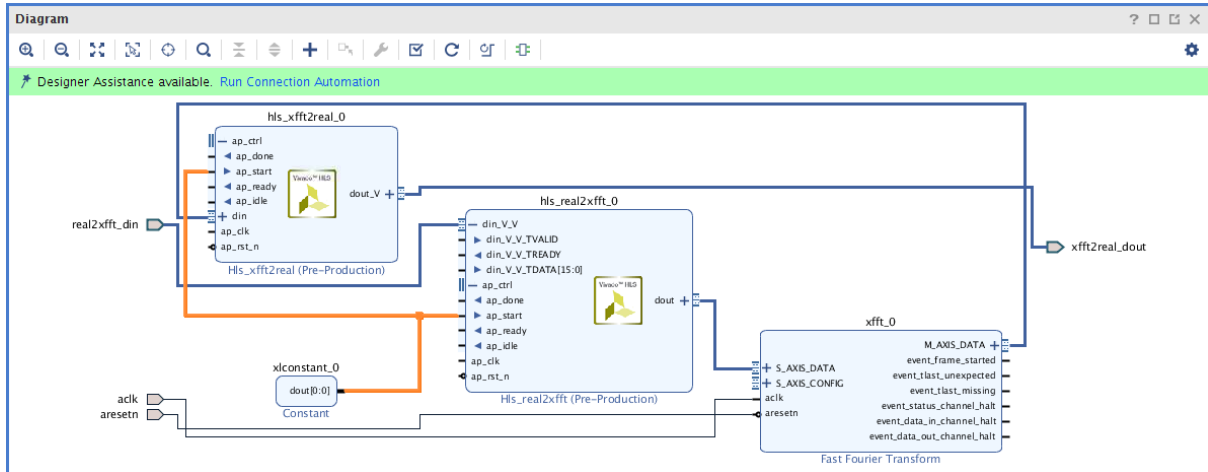 Diagram
Designer Assistance available. Run Connection Automation
hls_xfft2real_0
ap_ctrl
ap_done
ap_start
ap_ready
ap_idle
din
ap_clk
ap_rst_n
dout_V
Vivado™ HLS
Hls_xfft2real (Pre-Production)
real2xfft_din
hls_real2xfft_0
din_V_V
din_V_V_TVALID
din_V_V_TREADY
din_V_V_TDATA[15:0]
ap_ctrl
ap_done
ap_start
ap_ready
ap_idle
ap_clk
ap_rst_n
Vivado™ HLS
dout
Hls_real2xfft (Pre-Production)
xfft2real_dout
xlconstant_0
dout[0:0]
Constant
aclk
aresetn
xfft_0
S_AXIS_DATA
S_AXIS_CONFIG
aclk
aresetn
M_AXIS_DATA
event_frame_started
event_tlast_unexpected
event_tlast_missing
event_status_channel_halt
event_data_in_channel_halt
event_data_out_channel_halt
Fast Fourier Transform